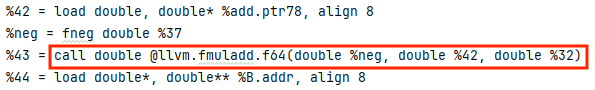 %42 = load double, double* %add.ptr78, align 8
%neg = fneg double %37
%43 = call double @llvm.fmuladd.f64(double %neg, double %42, double %32)
%44 = load double*, double** %B.addr, align 8